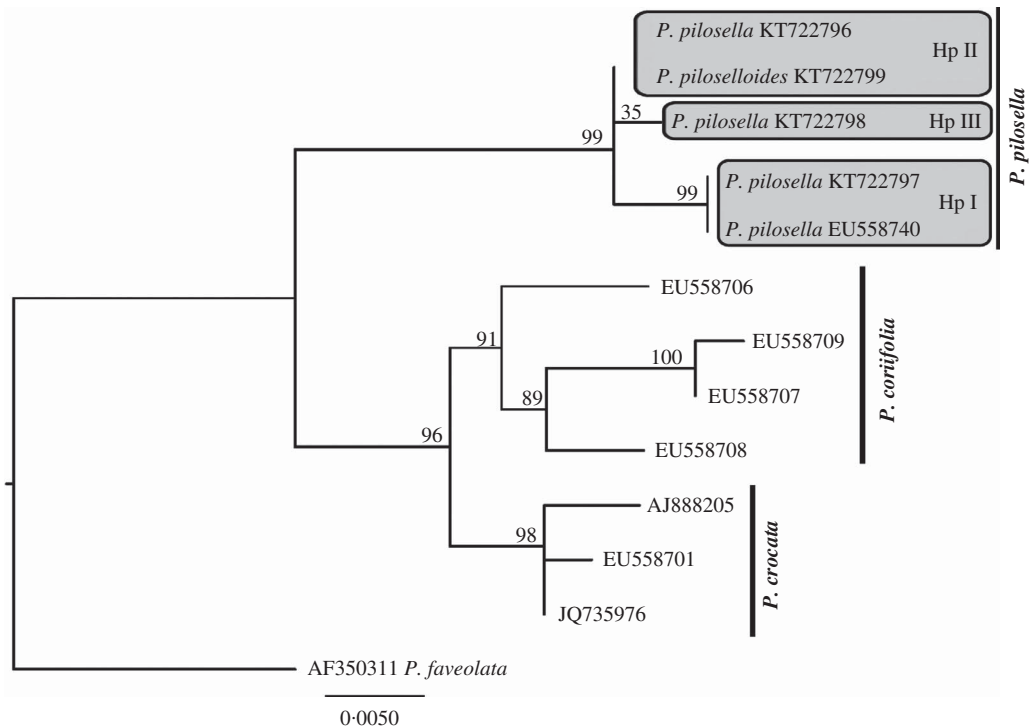 P. pilosella KT722796
Hp II
P. piloselloides KT722799
35
P. pilosella KT722798 Hp III
99
P. pilosella KT722797
99
Hp I
P. pilosella EU558740
P. pilosella
EU558706
91
EU558709
100
EU558707
89
EU558708
P. coriifolia
96
AJ888205
98
EU558701
JQ735976
P. crocata
AF350311 P. faveolata
0·0050